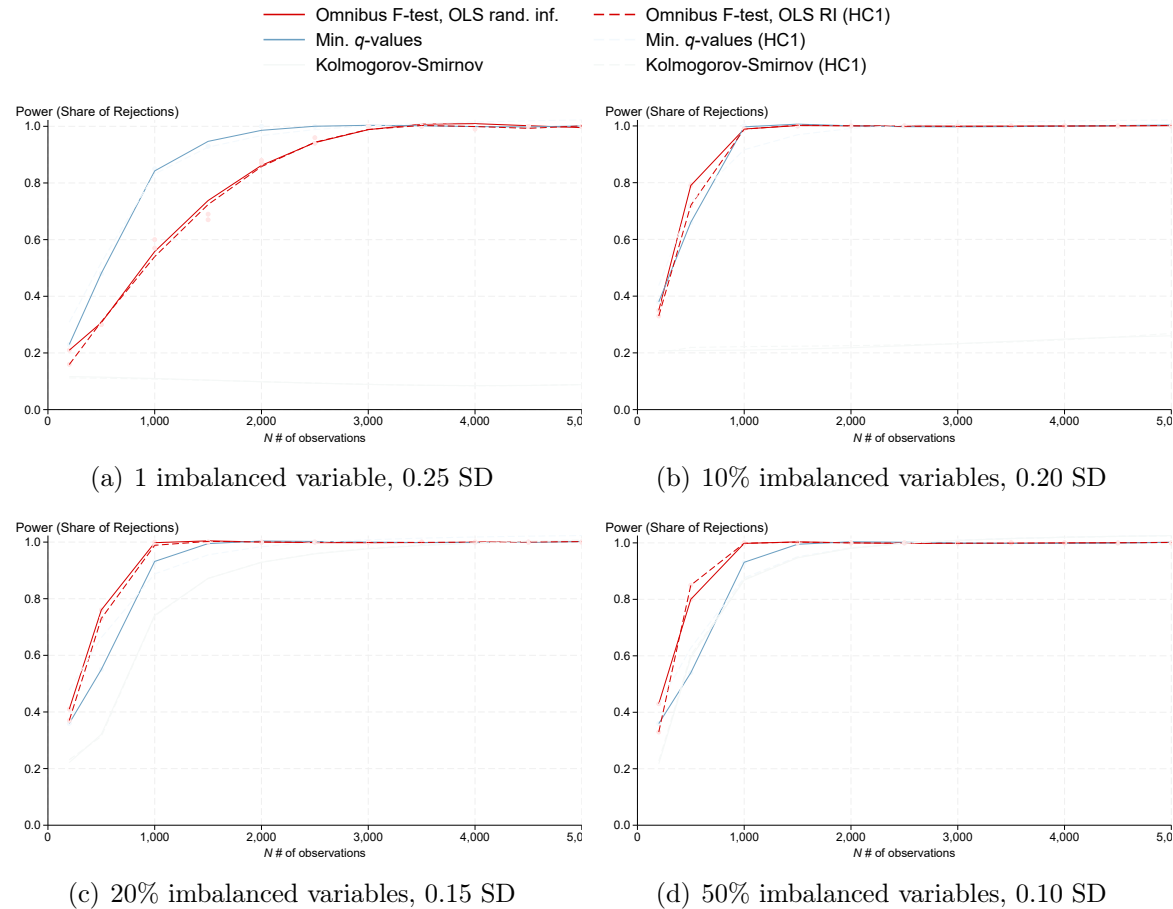 Omnibus F-test, OLS rand. inf.
Omnibus F-test, OLS RI (HC1)
Min. q-values
Min. q-values (HC1)
Kolmogorov-Smirnov
Kolmogorov-Smirnov (HC1)
Power (Share of Rejections)
1.0
0.8
0.6
0.4
0.2
0.0
0
1,000
2,000
3,000
4,000
5,0
N # of observations
(a) 1 imbalanced variable, 0.25 SD
Power (Share of Rejections)
1.0
0.8
0.6
0.4
0.2
0.0
0
1,000
2,000
3,000
4,000
5,0
N # of observations
(b) 10% imbalanced variables, 0.20 SD
Power (Share of Rejections)
1.0
0.8
0.6
0.4
0.2
0.0
0
1,000
2,000
3,000
4,000
5,0
N # of observations
(c) 20% imbalanced variables, 0.15 SD
Power (Share of Rejections)
1.0
0.8
0.6
0.4
0.2
0.0
0
1,000
2,000
3,000
4,000
5,0
N # of observations
(d) 50% imbalanced variables, 0.10 SD